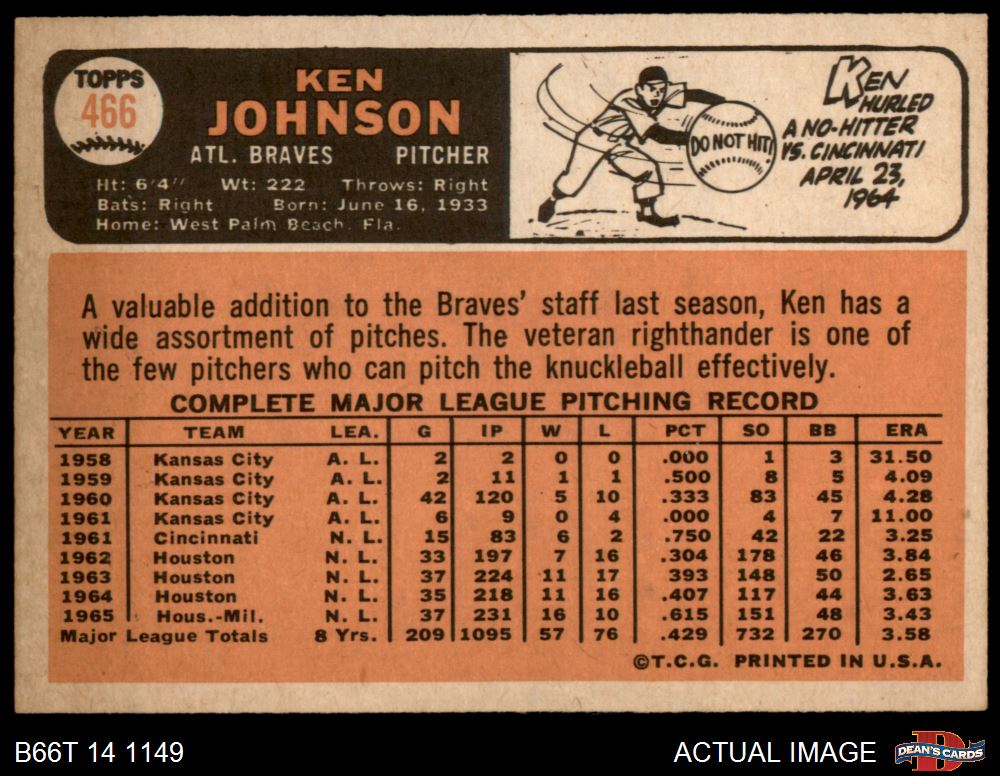 TOPPS
466
KEN
JOHNSON
ATL. BRAVES PITCHER
Ht: 6'4" Wt: 222 Throws: Right
Bats: Right Born: June 16, 1933
Home: West Palm Beach, Fla.
DO NOT HIT!
KEN
HURLED
A NO-HITTER
VS. CINCINNATI
APRIL 23,
1964
A valuable addition to the Braves' staff last season, Ken has a
wide assortment of pitches. The veteran righthander is one of
the few pitchers who can pitch the knuckleball effectively.
COMPLETE MAJOR LEAGUE PITCHING RECORD
YEAR TEAM LEA. G IP W L PCT SO BB ERA
1958 Kansas City A. L. 2 2 0 0 .000 1 3 31.50
1959 Kansas City A. L. 2 11 1 1 .500 8 5 4.09
1960 Kansas City A. L. 42 120 5 10 .333 83 45 4.28
1961 Kansas City A. L. 6 9 0 4 .000 4 7 11.00
1961 Cincinnati N. L. 15 83 6 2 .750 42 22 3.25
1962 Houston N. L. 33 197 7 16 .304 178 46 3.84
1963 Houston N. L. 37 224 11 17 .393 148 50 2.65
1964 Houston N. L. 35 218 11 16 .407 117 44 3.63
1965 Hous.-Mil. N. L. 37 231 16 10 .615 151 48 3.43
Major League Totals 8 Yrs. 209 1095 57 76 .429 732 270 3.58
©T.C.G. PRINTED IN U.S.A.
B66T 14 1149 ACTUAL IMAGE DEAN'S CARDS